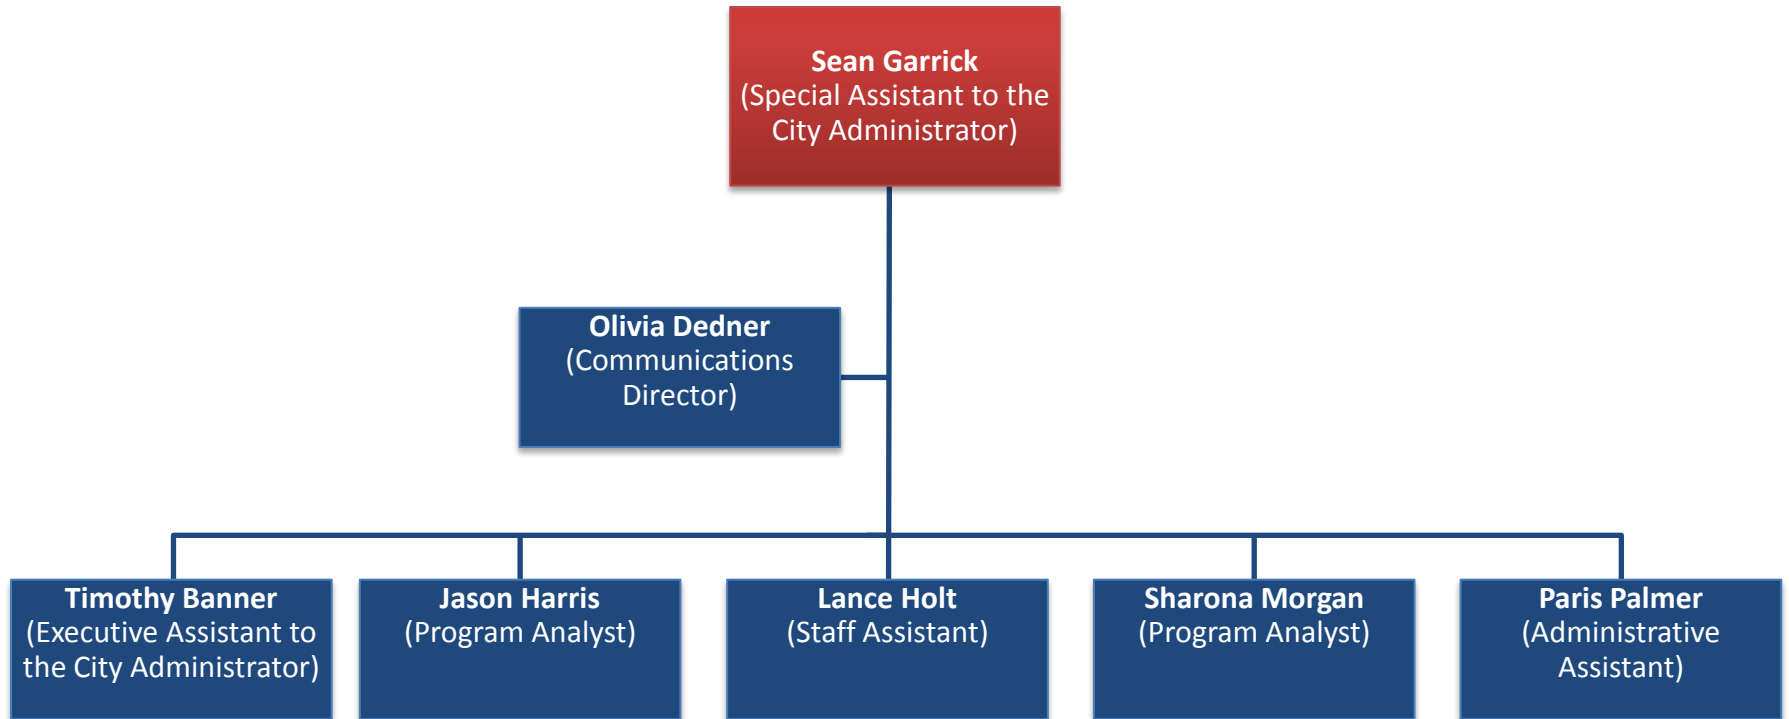 Sean Garrick
(Special Assistant to the
City Administrator)
Olivia Dedner
(Communications
Director)
Timothy Banner
(Executive Assistant to
the City Administrator)
Jason Harris
(Program Analyst)
Lance Holt
(Staff Assistant)
Sharona Morgan
(Program Analyst)
Paris Palmer
(Administrative
Assistant)